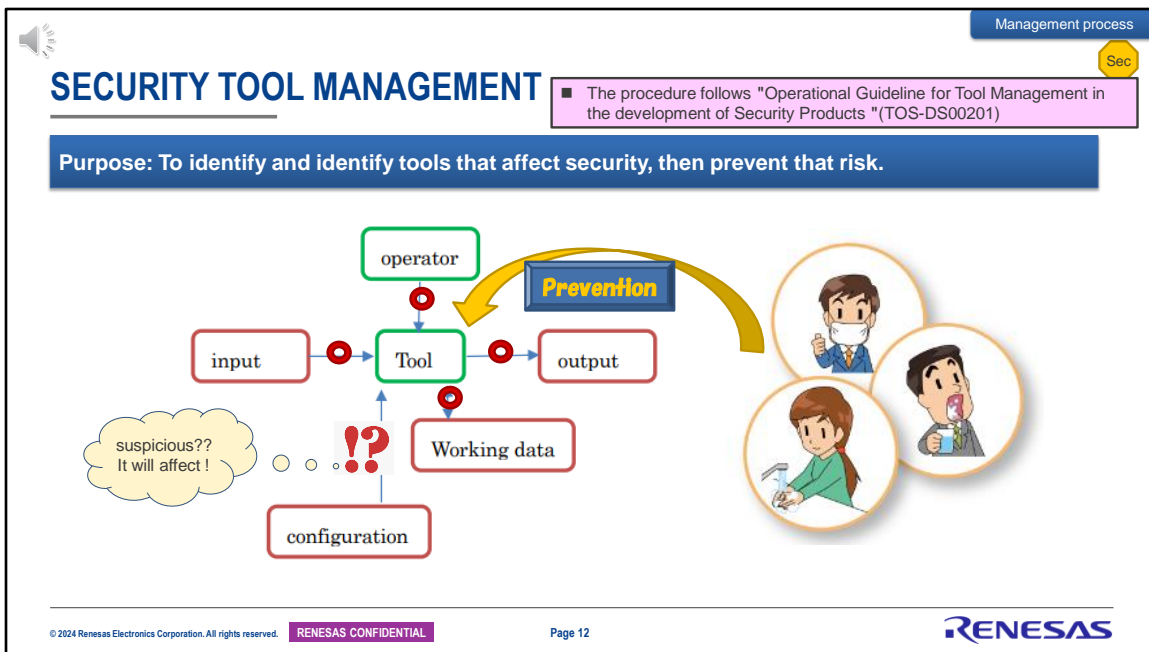 Management process
Sec
SECURITY TOOL MANAGEMENT
■ The procedure follows "Operational Guideline for Tool Management in
the development of Security Products "(TOS-DS00201)
Purpose: To identify and identify tools that affect security, then prevent that risk.
operator
Prevention
input
Tool
output
suspicious??
It will affect !
!?
Working data
configuration
© 2024 Renesas Electronics Corporation. All rights reserved.
RENESAS CONFIDENTIAL
Page 12
RENESAS